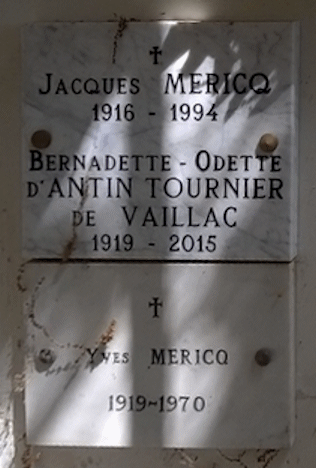 ✝
JACQUES MERICQ
1916 - 1994
BERNADETTE - ODETTE
D'ANTIN TOURNIER
DE VAILLAC
1919 - 2015
✝
YVES MERICQ
1919~1970